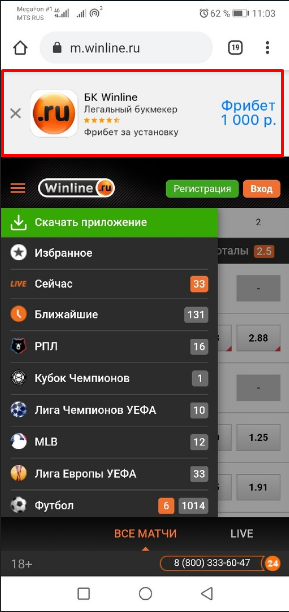 MegaFon #1
MTS RUS
62 % 11:03
m.winline.ru
19
БК Winline
.ru
Легальный букмекер
Фрибет за установку
Фрибет
1 000 р.
Winline.ru
Регистрация
Вход
Скачать приложение
2
Избранное
оталы 2.5
LIVE Сейчас 33
-
Ближайшие 131
РПЛ 16
2.88
Кубок Чемпионов 1
-
Лига Чемпионов УЕФА 10
MLB 12
1.25
Лига Европы УЕФА 33
1.91
Футбол 6 1014
ВСЕ МАТЧИ LIVE
18+ 8 (800) 333-60-47 24